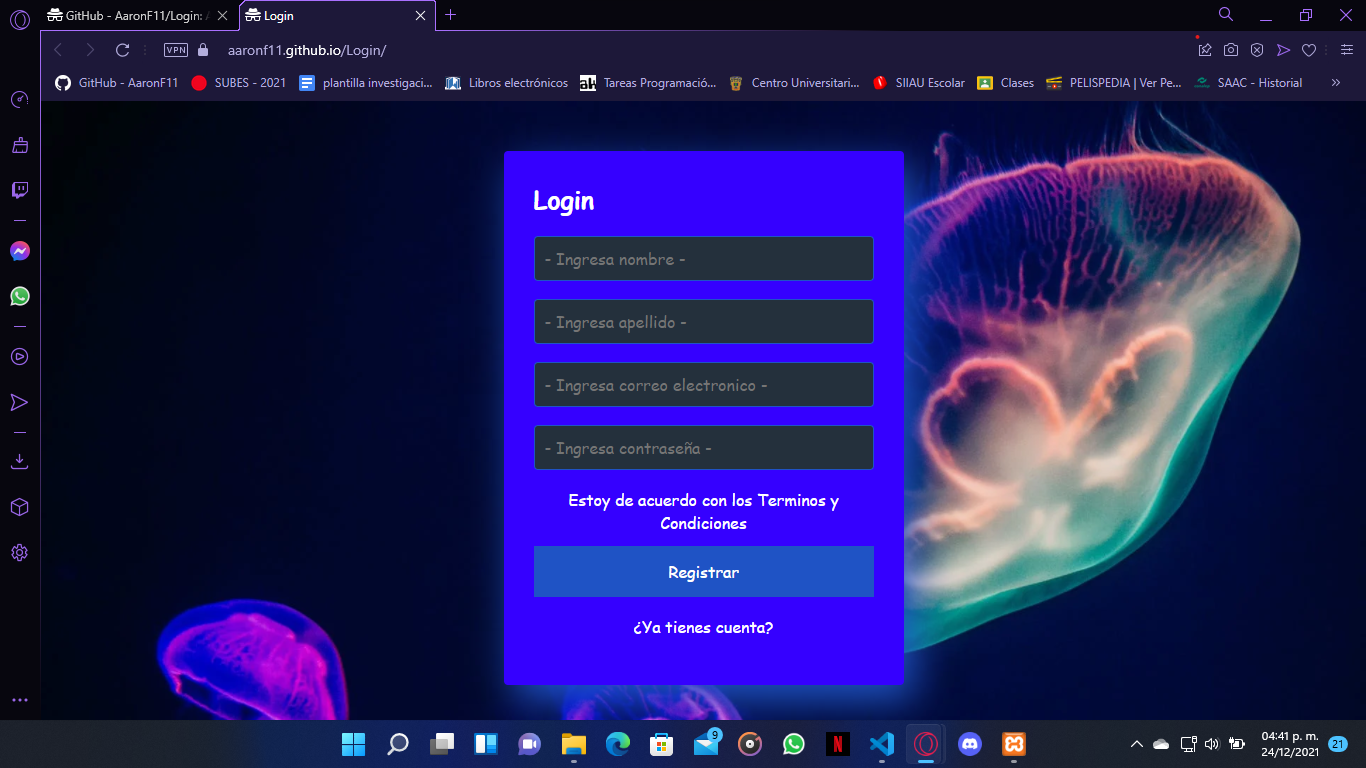 GitHub - AaronF11/Login: A
Login
VPN
aaronf11.github.io/Login/
GitHub - AaronF11
SUBES - 2021
plantilla investigaci...
Libros electrónicos
Tareas Programació...
Centro Universitari...
SIIAU Escolar
Clases
PELISPEDIA | Ver Pe...
SAAC - Historial
Login
- Ingresa nombre -
- Ingresa apellido -
- Ingresa correo electronico -
- Ingresa contraseña -
Estoy de acuerdo con los Terminos y
Condiciones
Registrar
¿Ya tienes cuenta?
9
N
04:41 p. m.
24/12/2021
21